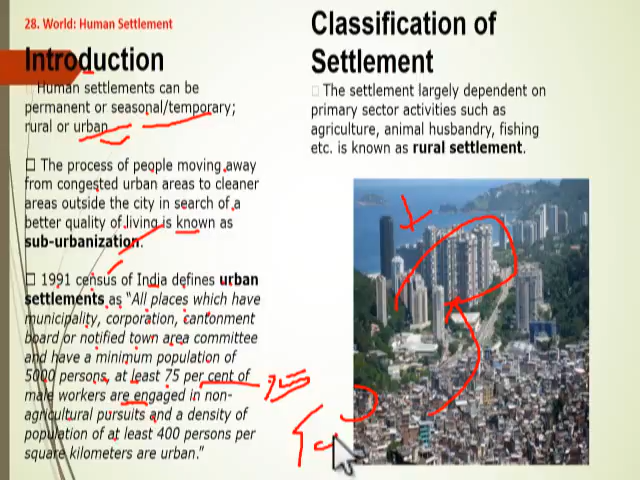 28. World: Human Settlement
Introduction
Human settlements can be
permanent or seasonal/temporary;
rural or urban
The process of people moving away
from congested urban areas to cleaner
areas outside the city in search of a
better quality of living is known as
sub-urbanization.
1991 census of India defines urban
settlements as "All places which have
municipality, corporation, cantonment
board or notified town area committee
and have a minimum population of
5000 persons, at least 75 per cent of
male workers are engaged in non-
agricultural pursuits and a density of
population of at least 400 persons per
square kilometers are urban."
Classification of
Settlement
The settlement largely dependent on
primary sector activities such as
agriculture, animal husbandry, fishing
etc. is known as rural settlement.